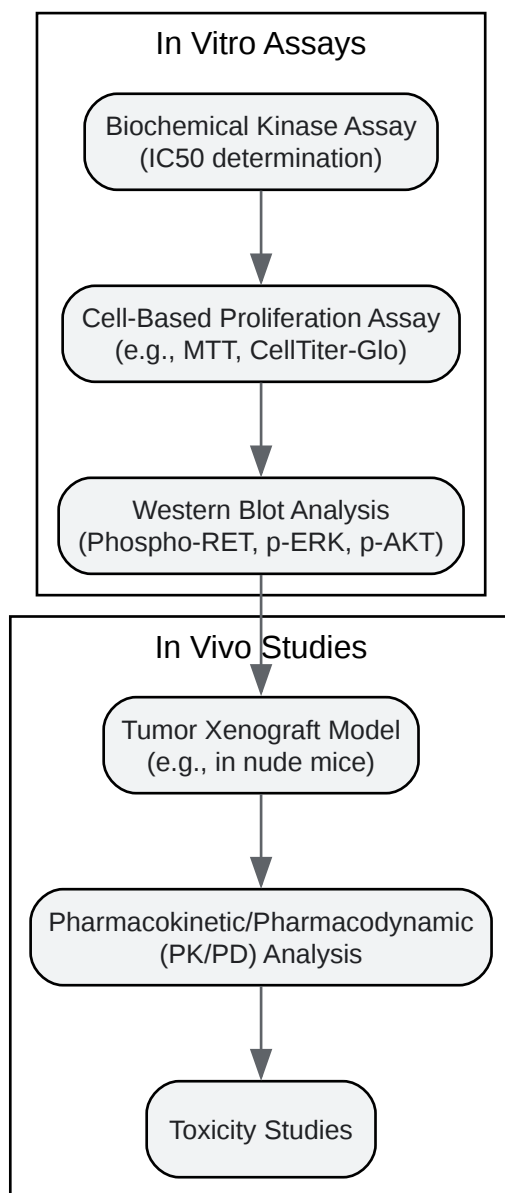 In Vitro Assays
Biochemical Kinase Assay
(IC50 determination)
Cell-Based Proliferation Assay
(e.g., MTT, CellTiter-Glo)
Western Blot Analysis
(Phospho-RET, p-ERK, p-AKT)
In Vivo Studies
Tumor Xenograft Model
(e.g., in nude mice)
Pharmacokinetic/Pharmacodynamic
(PK/PD) Analysis
Toxicity Studies